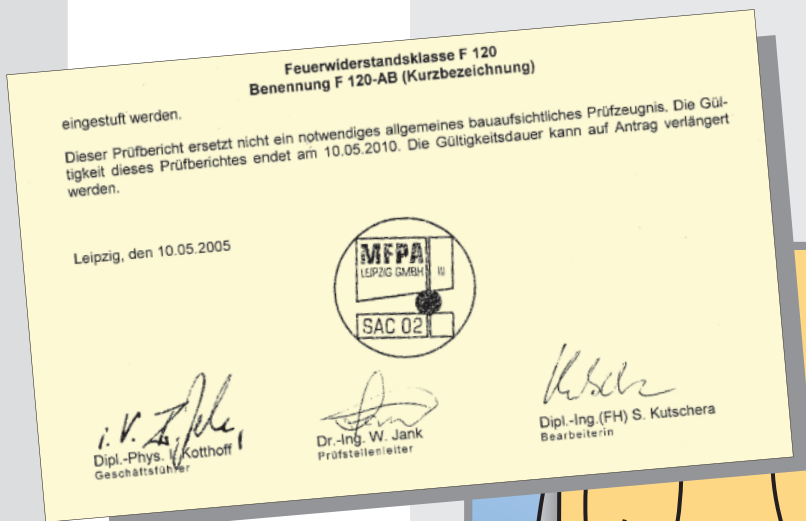 Feuerwiderstandsklasse F 120
Benennung F 120-AB (Kurzbezeichnung)
eingestuft werden.
Dieser Prüfbericht ersetzt nicht ein notwendiges allgemeines bauaufsichtliches Prüfzeugnis. Die Gül-
tigkeit dieses Prüfberichtes endet am 10.05.2010. Die Gültigkeitsdauer kann auf Antrag verlängert
werden.
Leipzig, den 10.05.2005
MFPA
LEIPZIG GMBH
SAC 02
i. V.
Dipl.-Phys. I. Kotthoff
Geschäftsführer
Dr.-Ing. W. Jank
Prüfstellenleiter
Dipl.-Ing.(FH) S. Kutschera
Bearbeiterin